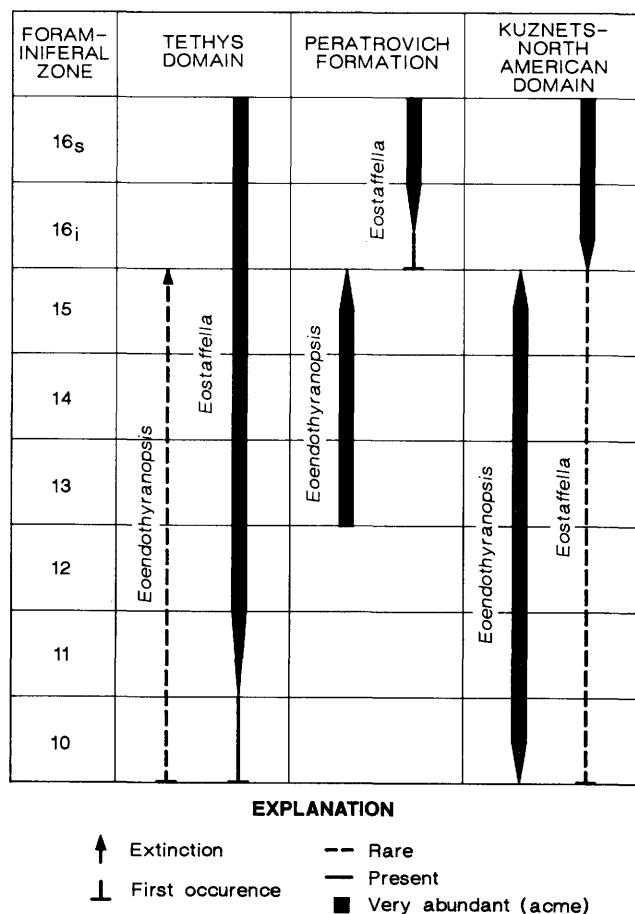 FORAM-
INIFERAL
ZONE
TETHYS
DOMAIN
PERATROVICH
FORMATION
KUZNETS-
NORTH
AMERICAN
DOMAIN
16s
16i
15
14
13
12
11
10
Eoendothyranopsis
Eostaffella
Eoendothyranopsis
Eostaffella
Eoendothyranopsis
Eostaffella
EXPLANATION
Extinction
First occurence
Rare
Present
Very abundant (acme)